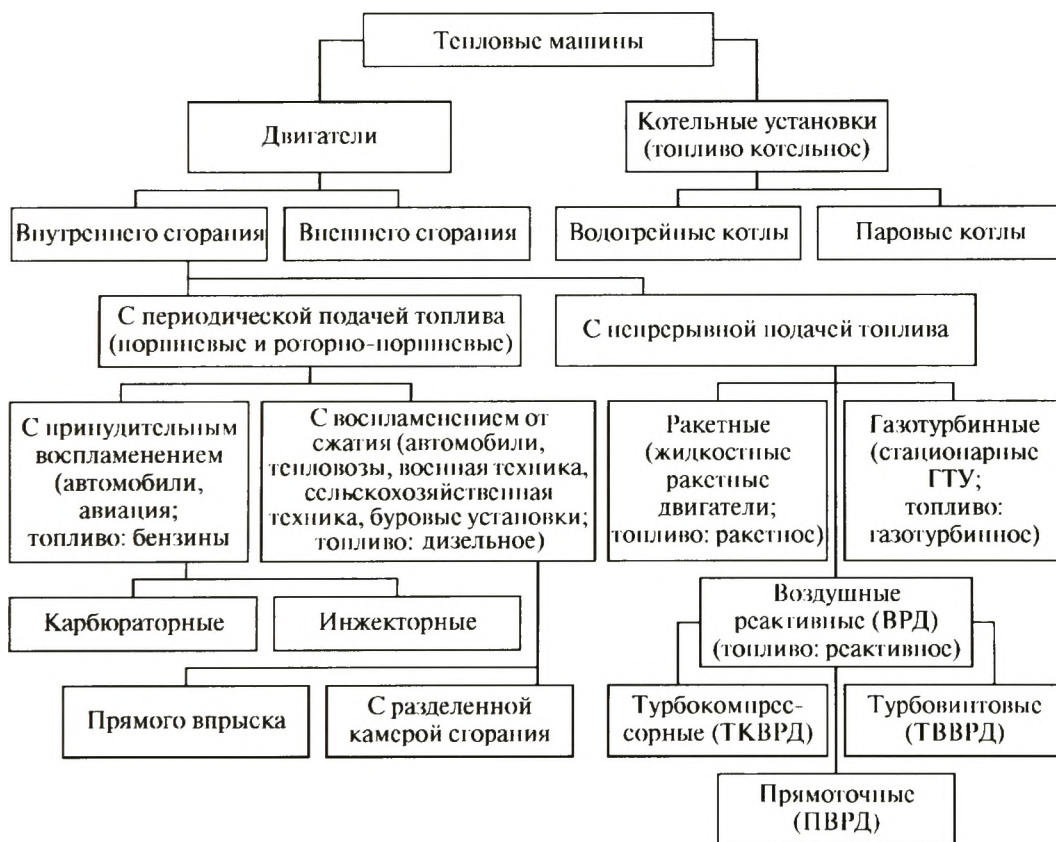 Тепловые машины
Двигатели
Котельные установки
(топливо котельное)
Внутреннего сгорания
Внешнего сгорания
Водогрейные котлы
Паровые котлы
С периодической подачей топлива
(поршневые и роторно-поршневые)
С непрерывной подачей топлива
С принудительным
воспламенением
(автомобили,
авиация;
топливо: бензины
С воспламенением от
сжатия (автомобили,
тепловозы, военная техника,
сельскохозяйственная
техника, буровые установки;
топливо: дизельное)
Ракетные
(жидкостные
ракетные
двигатели;
топливо: ракетное)
Газотурбинные
(стационарные
ГТУ;
топливо:
газотурбинное)
Карбюраторные
Инжекторные
Воздушные
реактивные (ВРД)
(топливо: реактивное)
Прямого впрыска
С разделенной
камерой сгорания
Турбокомпрес-
сорные (ТКВРД)
Турбовинтовые
(ТВВРД)
Прямоточные
(ПВРД)